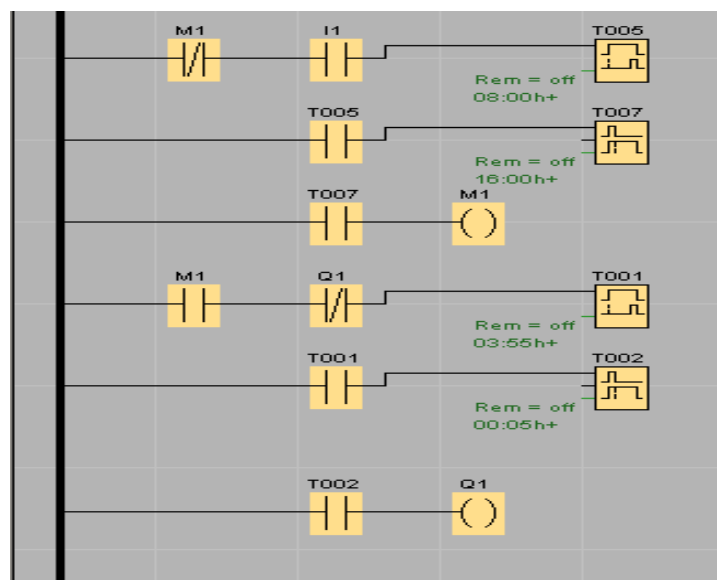 M1 I1 T005
Rem = off
08:00h+
T005 T007
Rem = off
16:00h+
T007 M1
M1 Q1 T001
Rem = off
03:55h+
T001 T002
Rem = off
00:05h+
T002 Q1